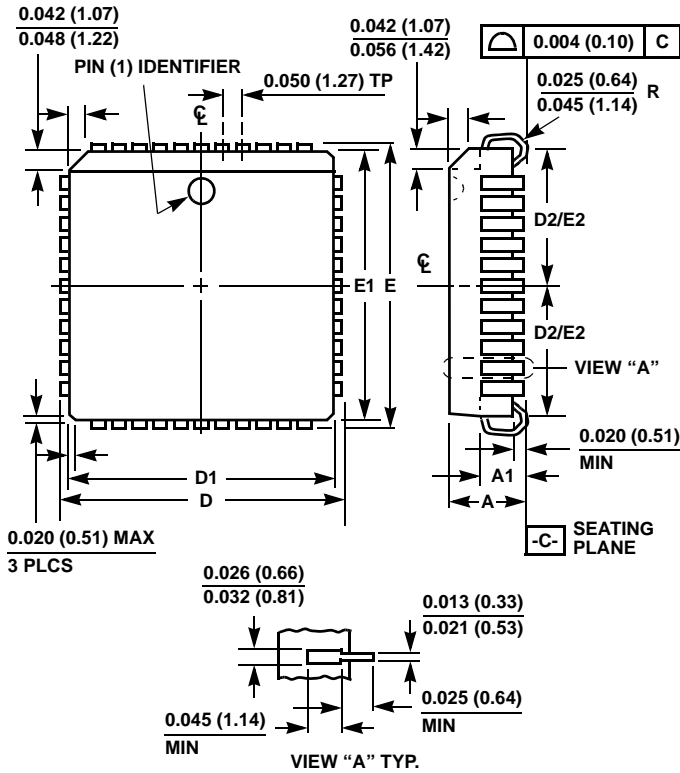 0.042 (1.07)
0.048 (1.22)
PIN (1) IDENTIFIER
0.050 (1.27) TP
0.042 (1.07)
0.056 (1.42)
0.004 (0.10) C
0.025 (0.64)
0.045 (1.14)
R
CL
CL
D2/E2
E1 E
D2/E2
VIEW “A”
0.020 (0.51)
MIN
A1
A
D1
D
0.020 (0.51) MAX
3 PLCS
-C-
SEATING
PLANE
0.026 (0.66)
0.032 (0.81)
0.013 (0.33)
0.021 (0.53)
0.025 (0.64)
MIN
0.045 (1.14)
MIN
VIEW “A” TYP.